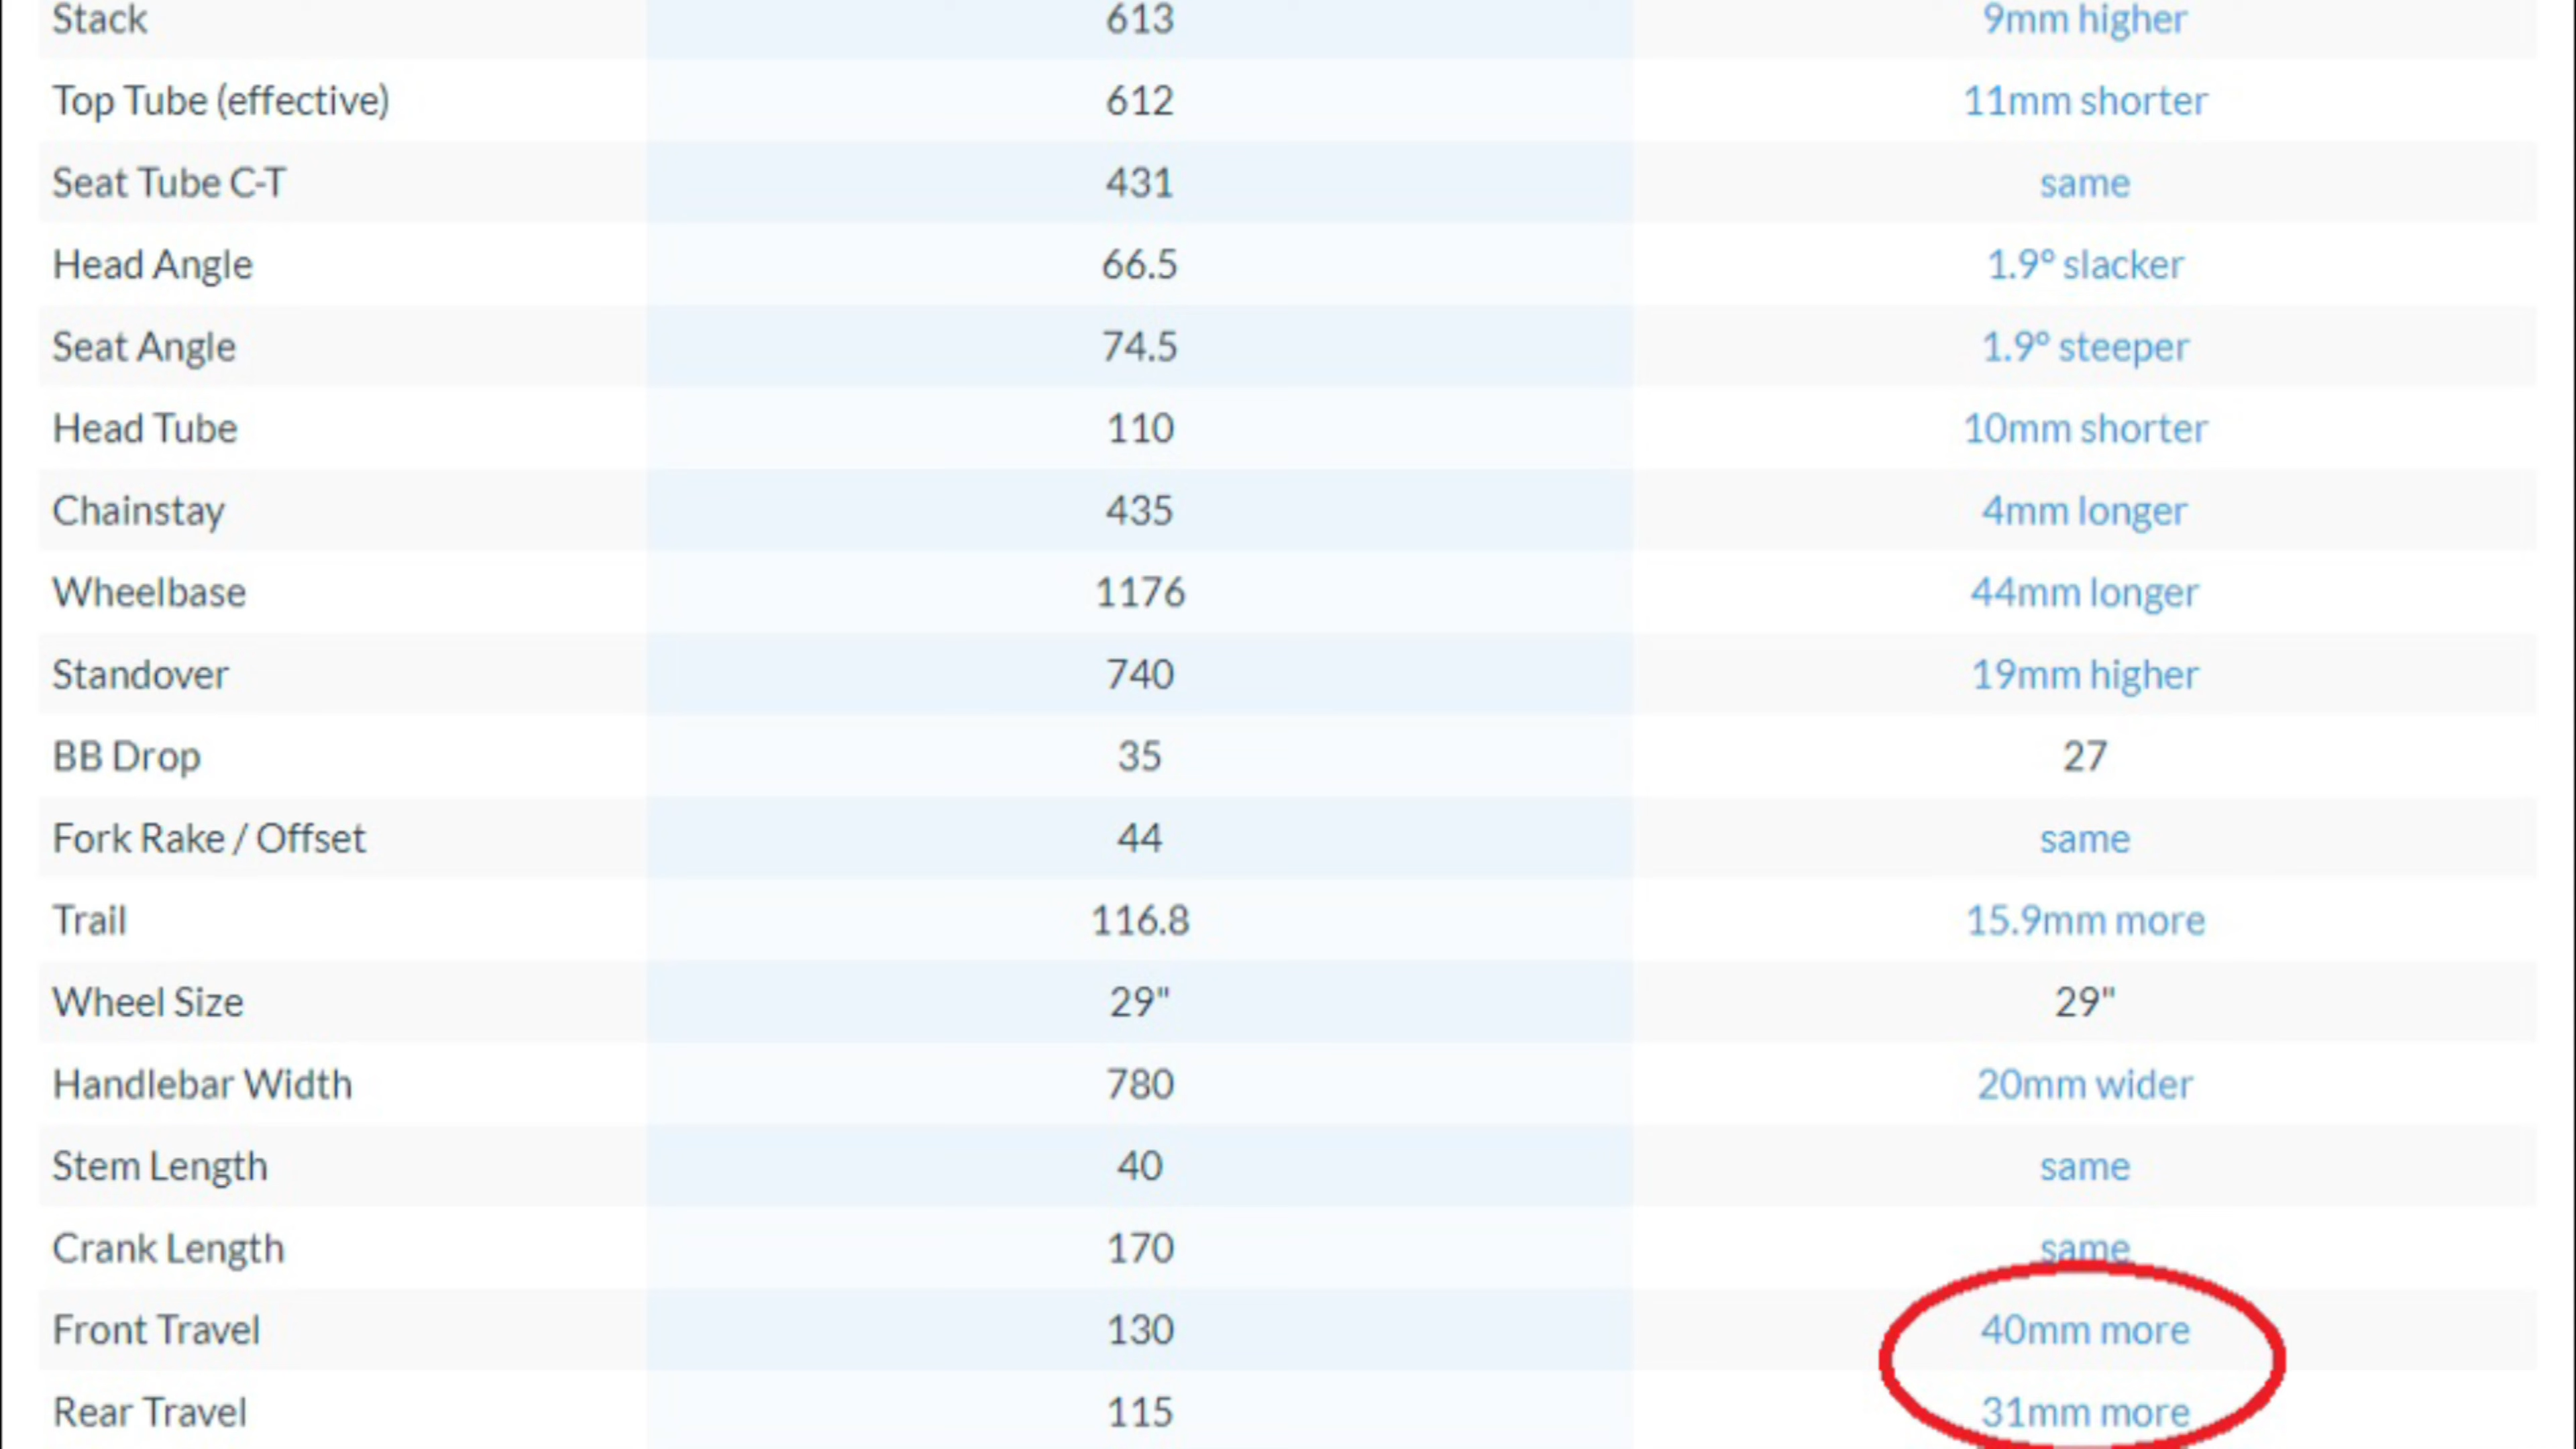 Stack 613 9mm higher
Top Tube (effective) 612 11mm shorter
Seat Tube C-T 431 same
Head Angle 66.5 1.9° slacker
Seat Angle 74.5 1.9° steeper
Head Tube 110 10mm shorter
Chainstay 435 4mm longer
Wheelbase 1176 44mm longer
Standover 740 19mm higher
BB Drop 35 27
Fork Rake / Offset 44 same
Trail 116.8 15.9mm more
Wheel Size 29" 29"
Handlebar Width 780 20mm wider
Stem Length 40 same
Crank Length 170 same
Front Travel 130 40mm more
Rear Travel 115 31mm more